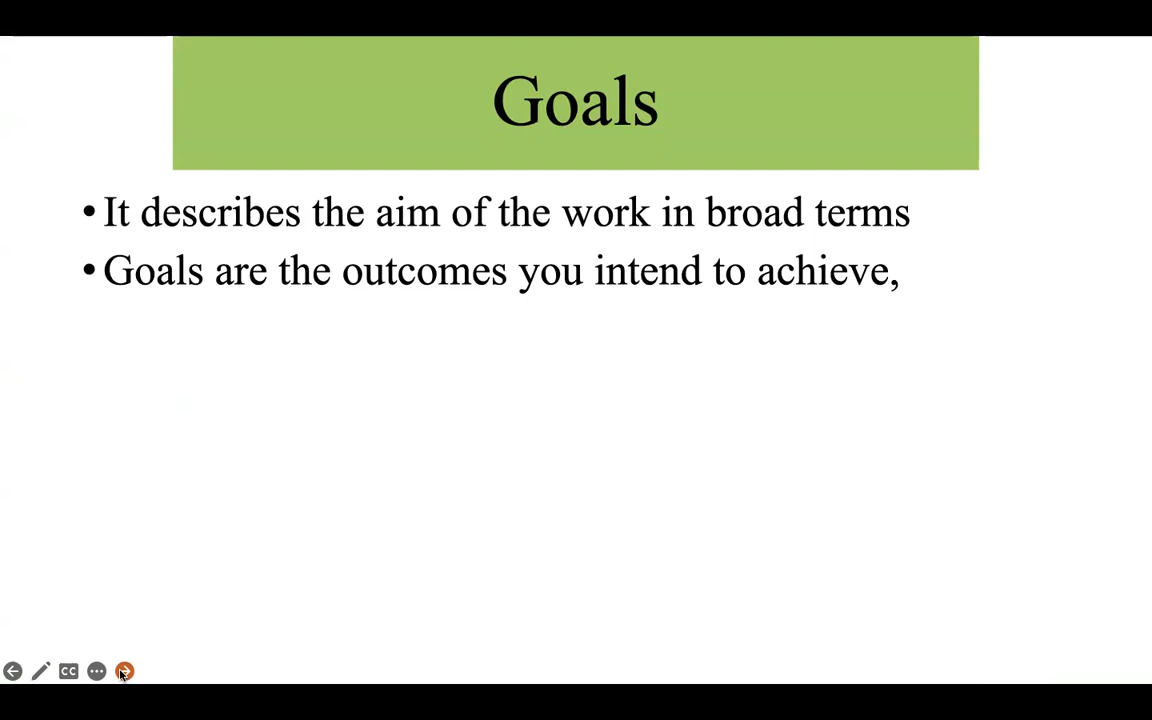 Goals
•It describes the aim of the work in broad terms
•Goals are the outcomes you intend to achieve,
CC